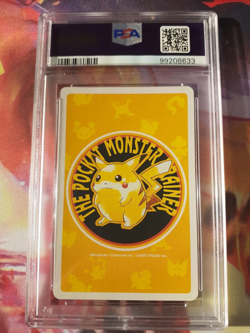 PSA
99208633
THE POCKET MONSTER TRAINER